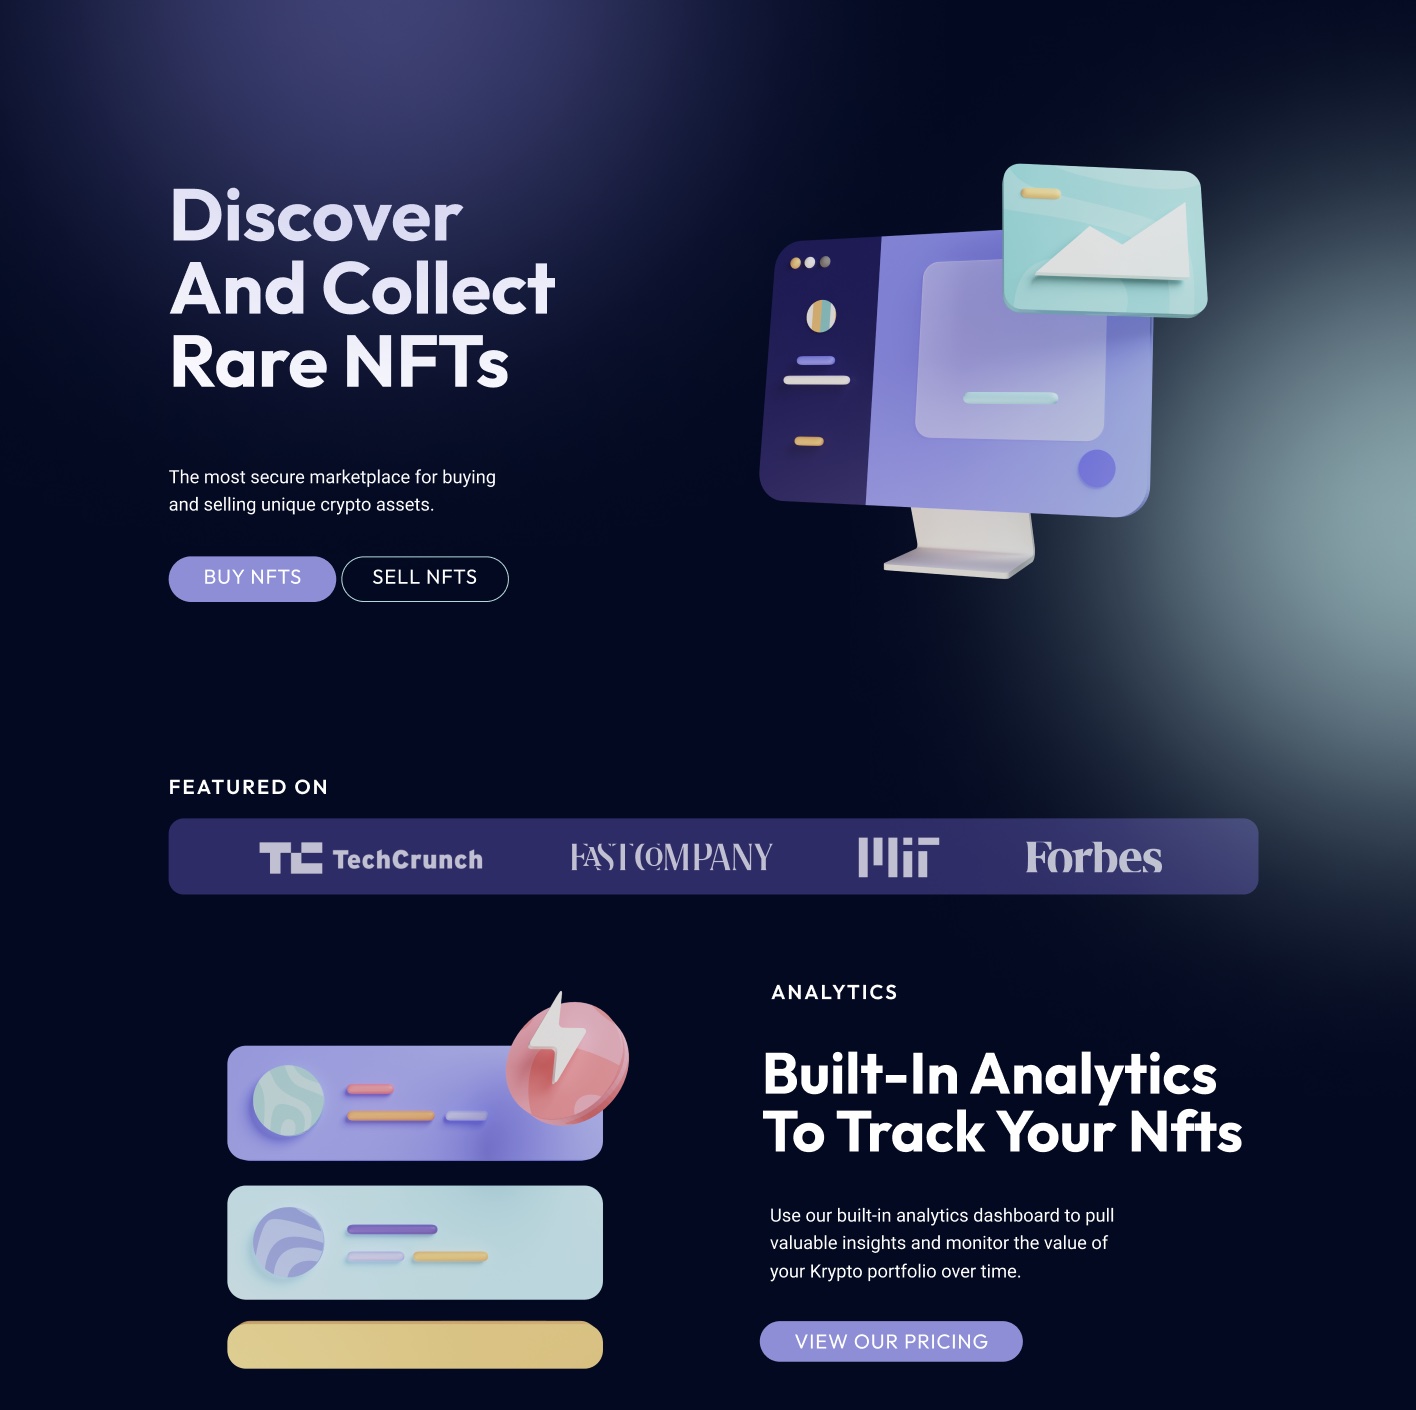 Discover
And Collect
Rare NFTs
The most secure marketplace for buying
and selling unique crypto assets.
BUY NFTS
SELL NFTS
FEATURED ON
TechCrunch
FAST COMPANY
MIT
Forbes
ANALYTICS
Built-In Analytics
To Track Your Nfts
Use our built-in analytics dashboard to pull
valuable insights and monitor the value of
your Krypto portfolio over time.
VIEW OUR PRICING